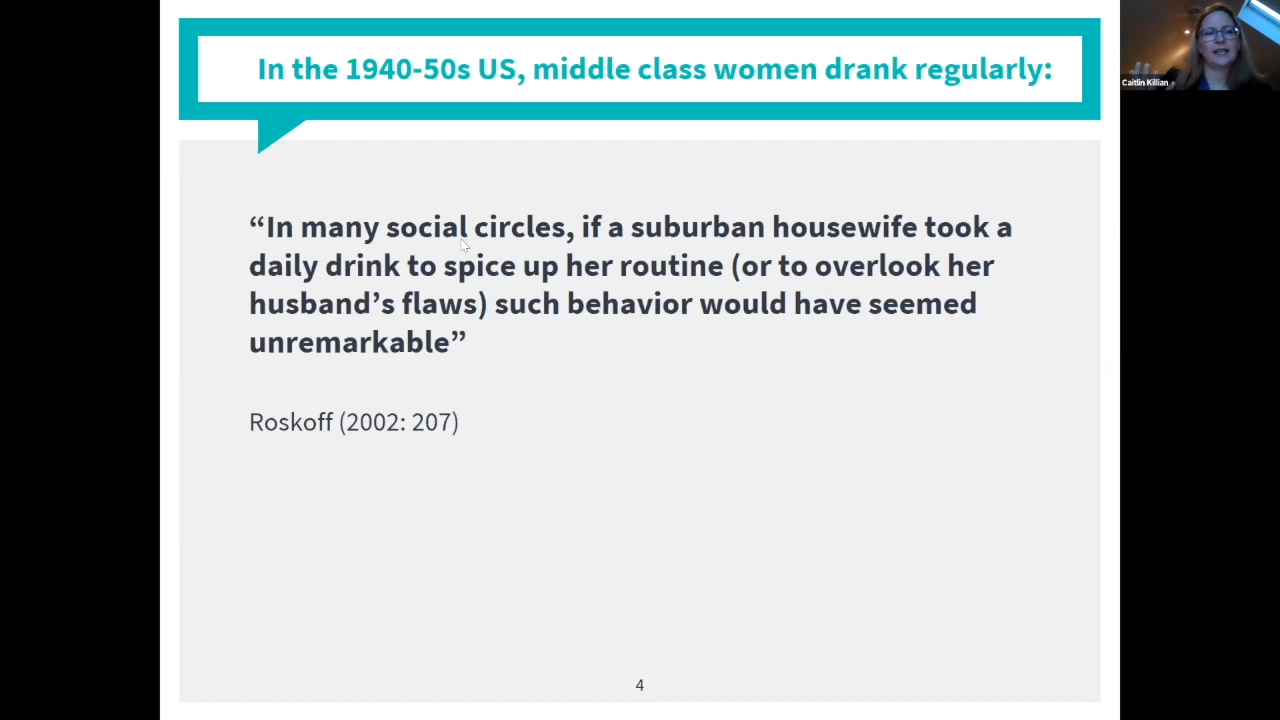 In the 1940-50s US, middle class women drank regularly:
Caitlin Killian
“In many social circles, if a suburban housewife took a
daily drink to spice up her routine (or to overlook her
husband’s flaws) such behavior would have seemed
unremarkable”
Roskoff (2002: 207)
4